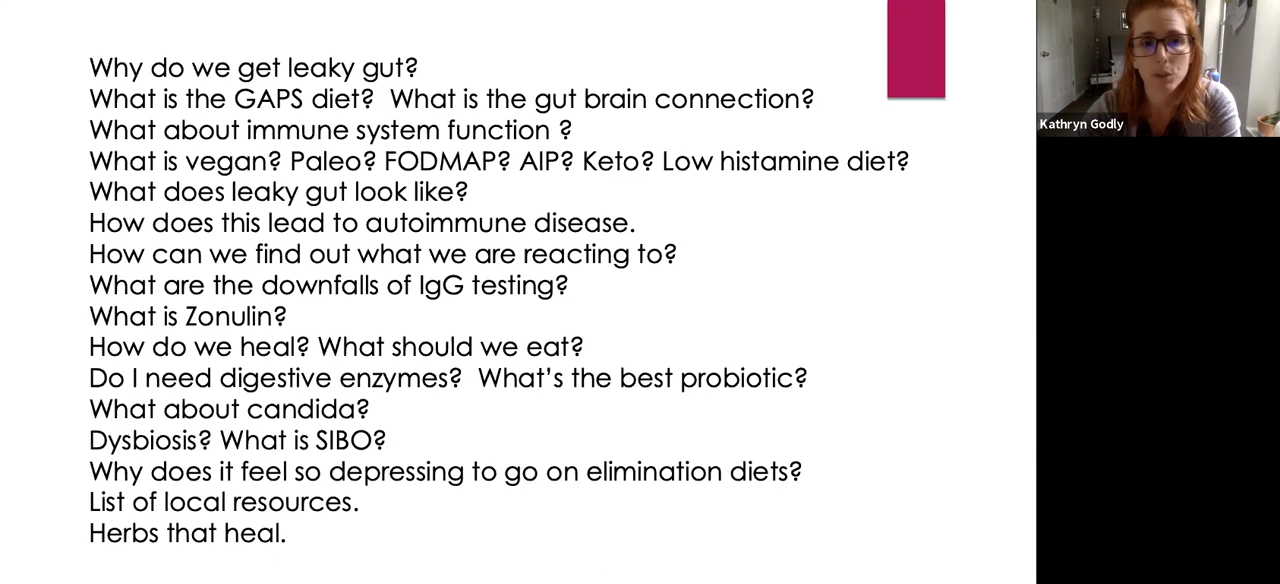 Why do we get leaky gut?
What is the GAPS diet?  What is the gut brain connection?
What about immune system function ?
What is vegan? Paleo? FODMAP? AIP? Keto? Low histamine diet?
What does leaky gut look like?
How does this lead to autoimmune disease.
How can we find out what we are reacting to?
What are the downfalls of IgG testing?
What is Zonulin?
How do we heal? What should we eat?
Do I need digestive enzymes?  What’s the best probiotic?
What about candida?
Dysbiosis? What is SIBO?
Why does it feel so depressing to go on elimination diets?
List of local resources.
Herbs that heal.
Kathryn Godly